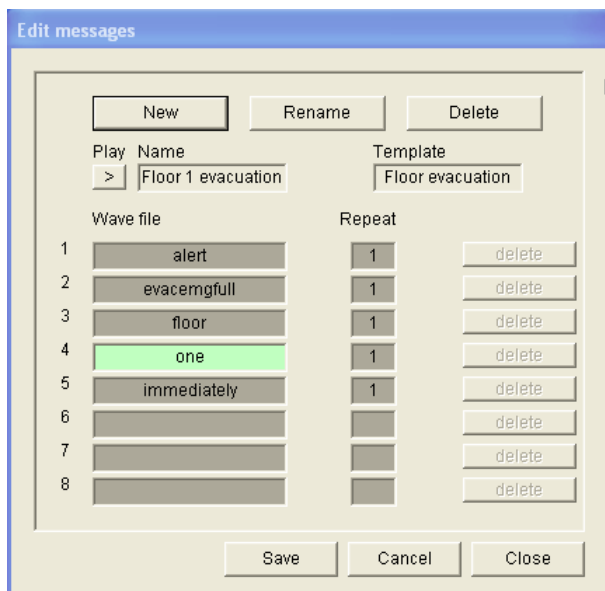 Edit messages
New Rename Delete
Play Name Template
> Floor 1 evacuation Floor evacuation
Wave file Repeat
1 alert 1 delete
2 evacemgfull 1 delete
3 floor 1 delete
4 one 1 delete
5 immediately 1 delete
6 delete
7 delete
8 delete
Save Cancel Close